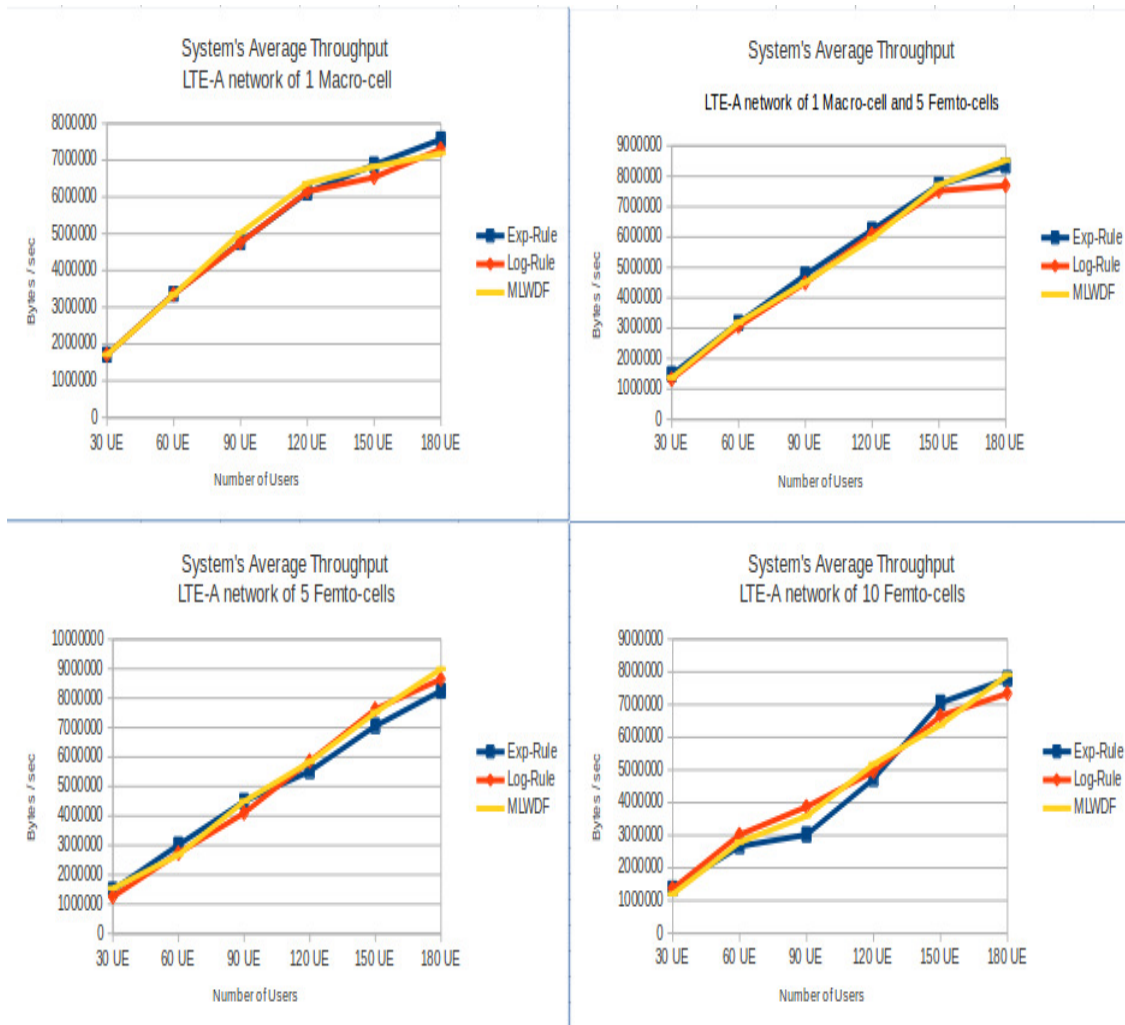 System's Average Throughput
LTE-A network of 1 Macro-cell
8000000
7000000
6000000
5000000
4000000
3000000
2000000
1000000
0
Bytes / sec
30 UE 60 UE 90 UE 120 UE 150 UE 180 UE
Number of Users
Exp-Rule
Log-Rule
MLWDF
System's Average Throughput
LTE-A network of 1 Macro-cell and 5 Femto-cells
9000000
8000000
7000000
6000000
5000000
4000000
3000000
2000000
1000000
0
Bytes / sec
30 UE 60 UE 90 UE 120 UE 150 UE 180 UE
Number of Users
Exp-Rule
Log-Rule
MLWDF
System's Average Throughput
LTE-A network of 5 Femto-cells
10000000
9000000
8000000
7000000
6000000
5000000
4000000
3000000
2000000
1000000
0
Bytes / sec
30 UE 60 UE 90 UE 120 UE 150 UE 180 UE
Number of Users
Exp-Rule
Log-Rule
MLWDF
System's Average Throughput
LTE-A network of 10 Femto-cells
9000000
8000000
7000000
6000000
5000000
4000000
3000000
2000000
1000000
0
Bytes / sec
30 UE 60 UE 90 UE 120 UE 150 UE 180 UE
Number of Users
Exp-Rule
Log-Rule
MLWDF